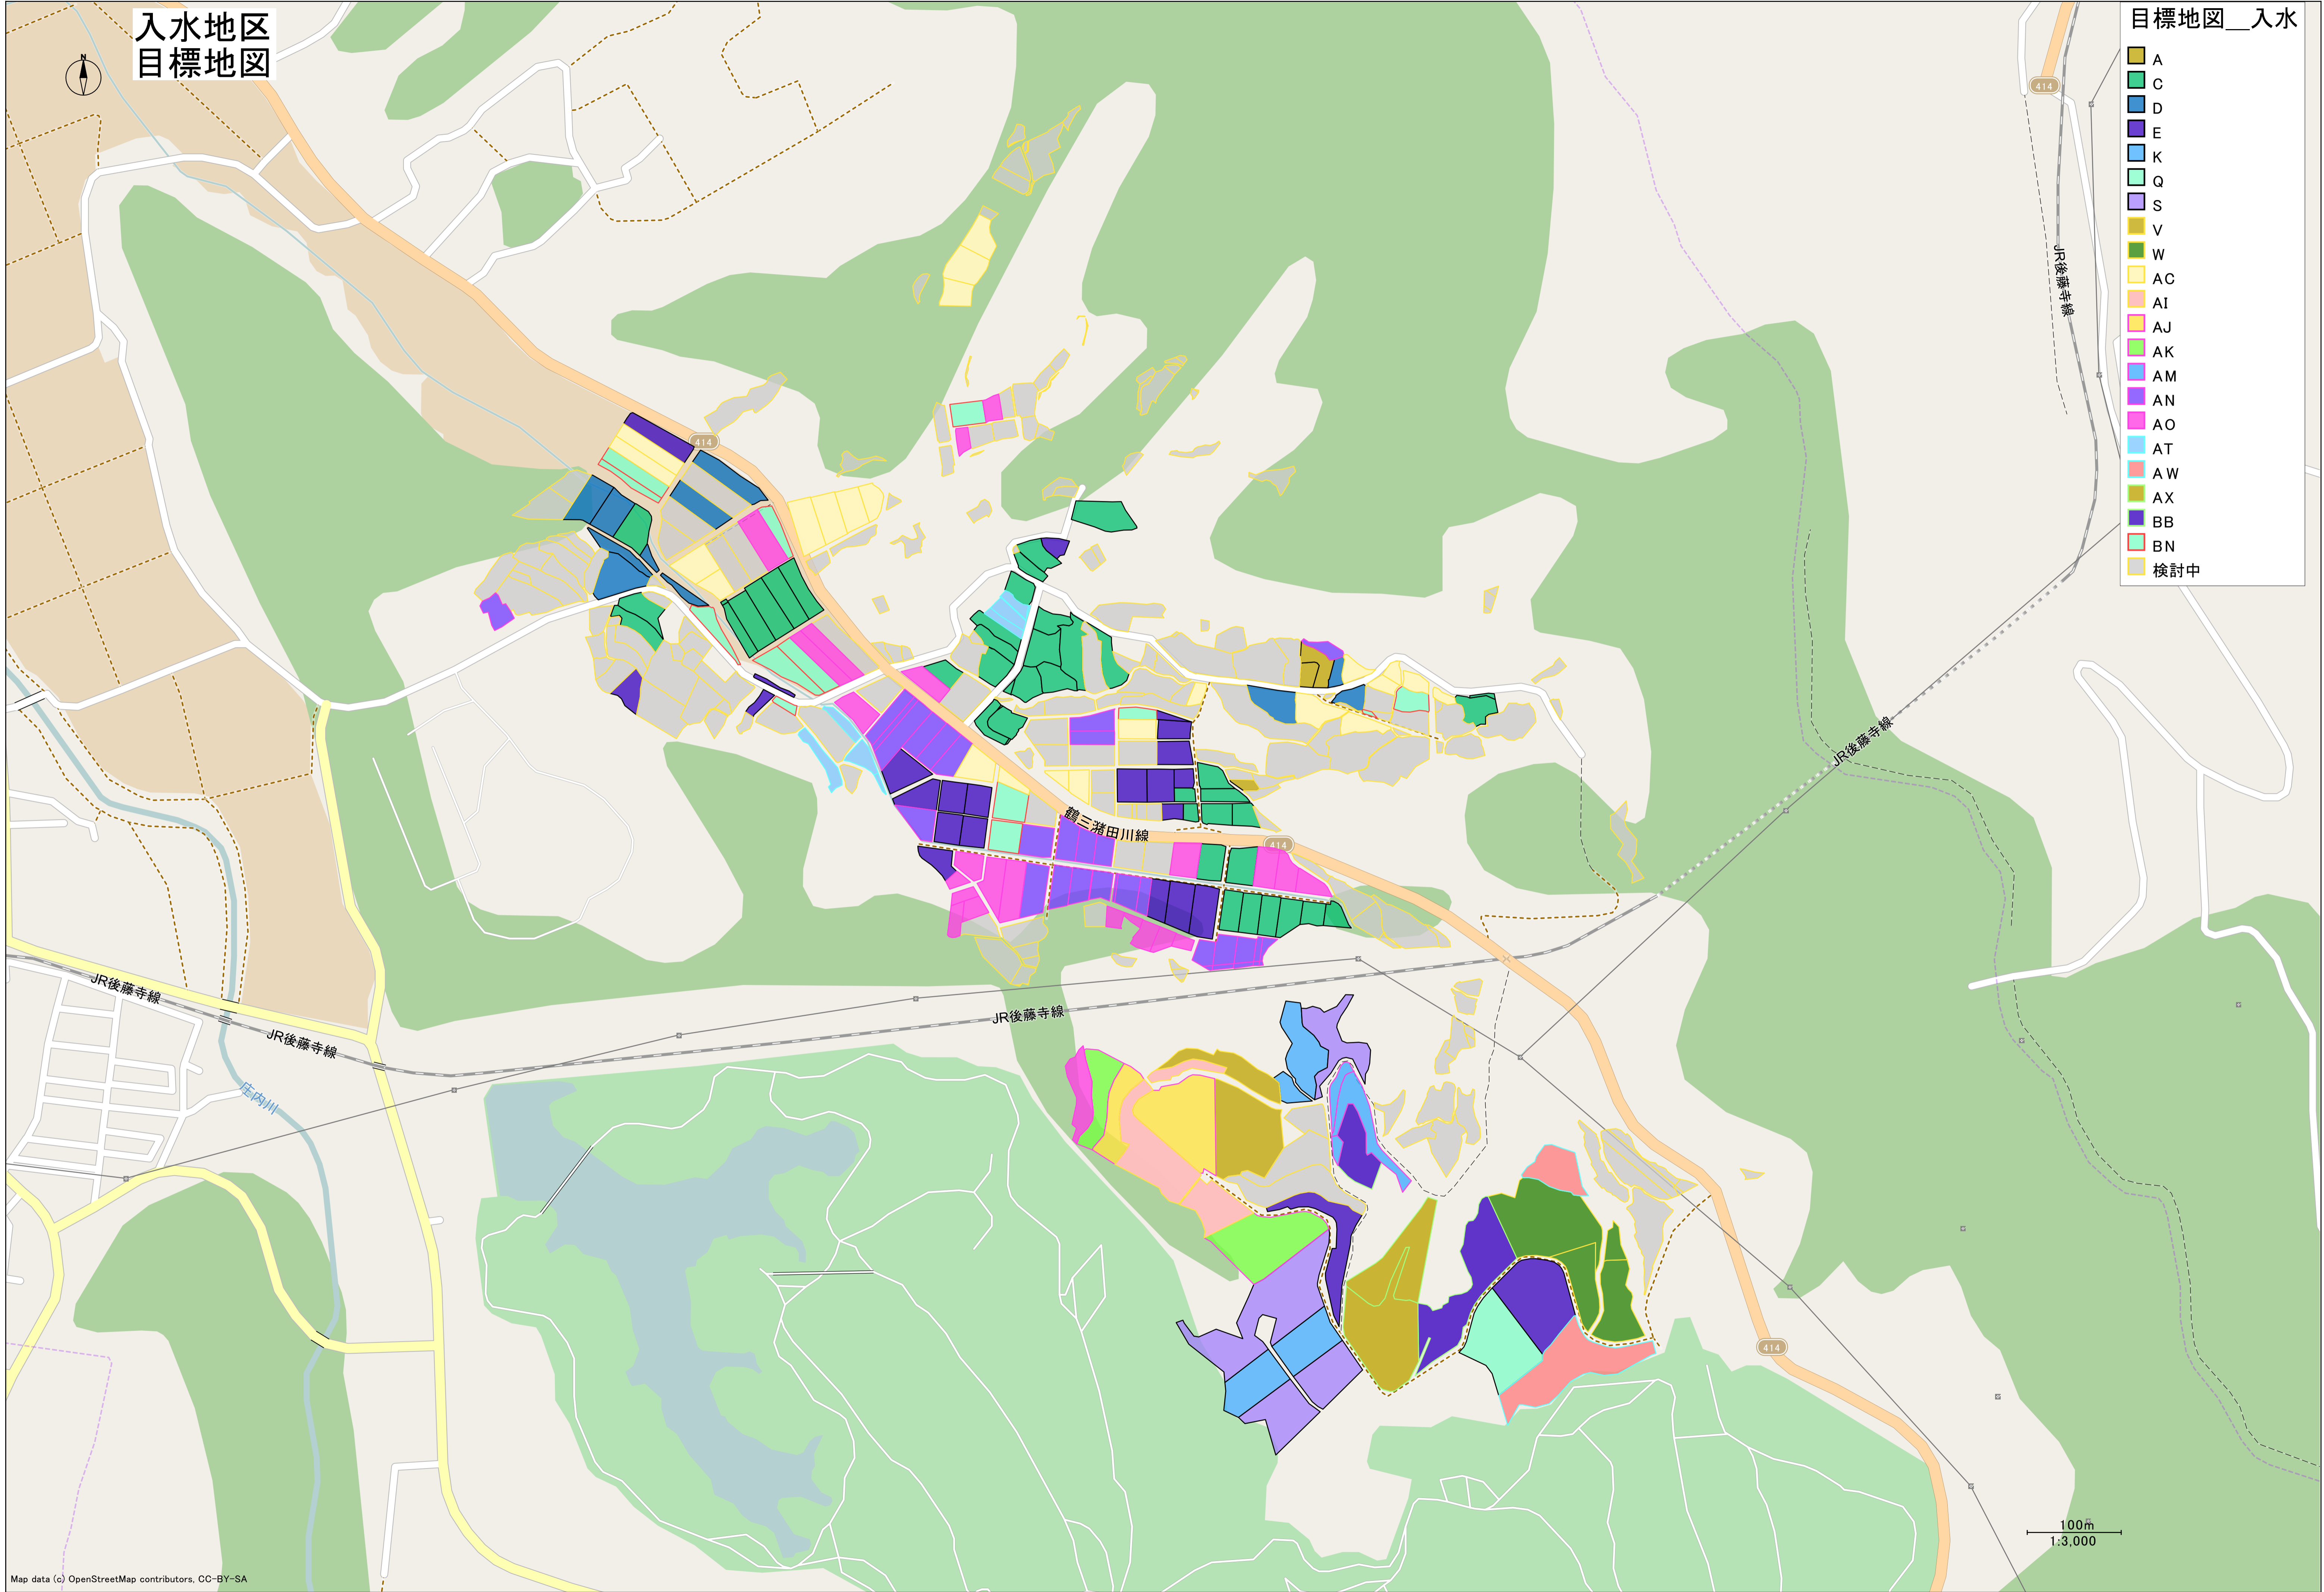 入水地区
目標地図
N
目標地図__入水
A
C
D
E
K
Q
S
V
W
AC
AI
AJ
AK
AM
AN
AO
AT
AW
AX
BB
BN
検討中
414
JR後藤寺線
414
JR後藤寺線
鶴三瀦田川線
414
JR後藤寺線
JR後藤寺線
JR後藤寺線
庄内川
414
100m
1:3,000
Map data (c) OpenStreetMap contributors, CC-BY-SA